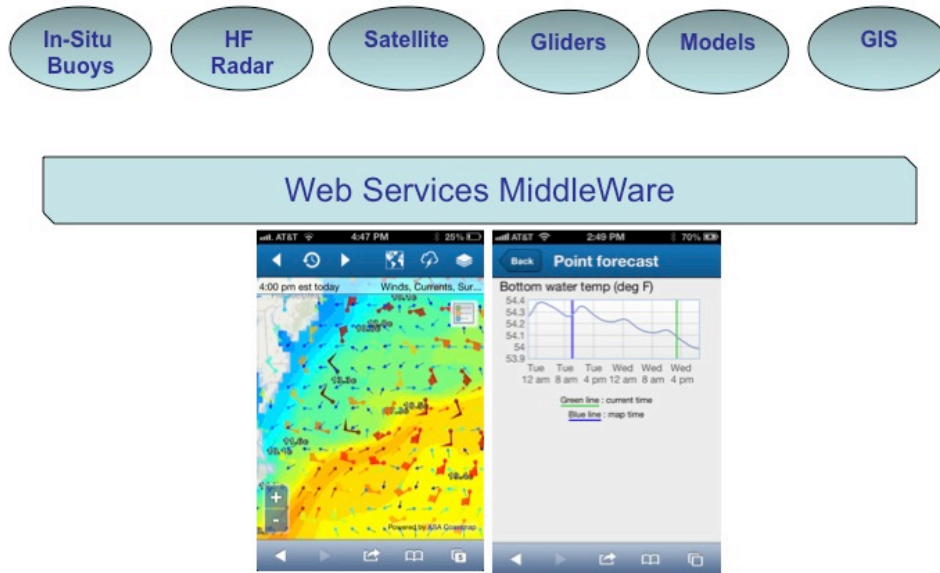 In-Situ
Buoys
HF
Radar
Satellite
Gliders
Models
GIS
Web Services MiddleWare
AT&T 4:47 PM 25%
4:00 pm est today Winds, Currents, Sur...
+
-
Powered by ASA Coastmap
AT&T 2:49 PM 70%
Back Point forecast
Bottom water temp (deg F)
54.4
54.3
54.2
54.1
54
53.9
Tue Tue Tue Wed Wed Wed
12 am 8 am 4 pm 12 am 8 am 4 pm
Green line : current time
Blue line : map time